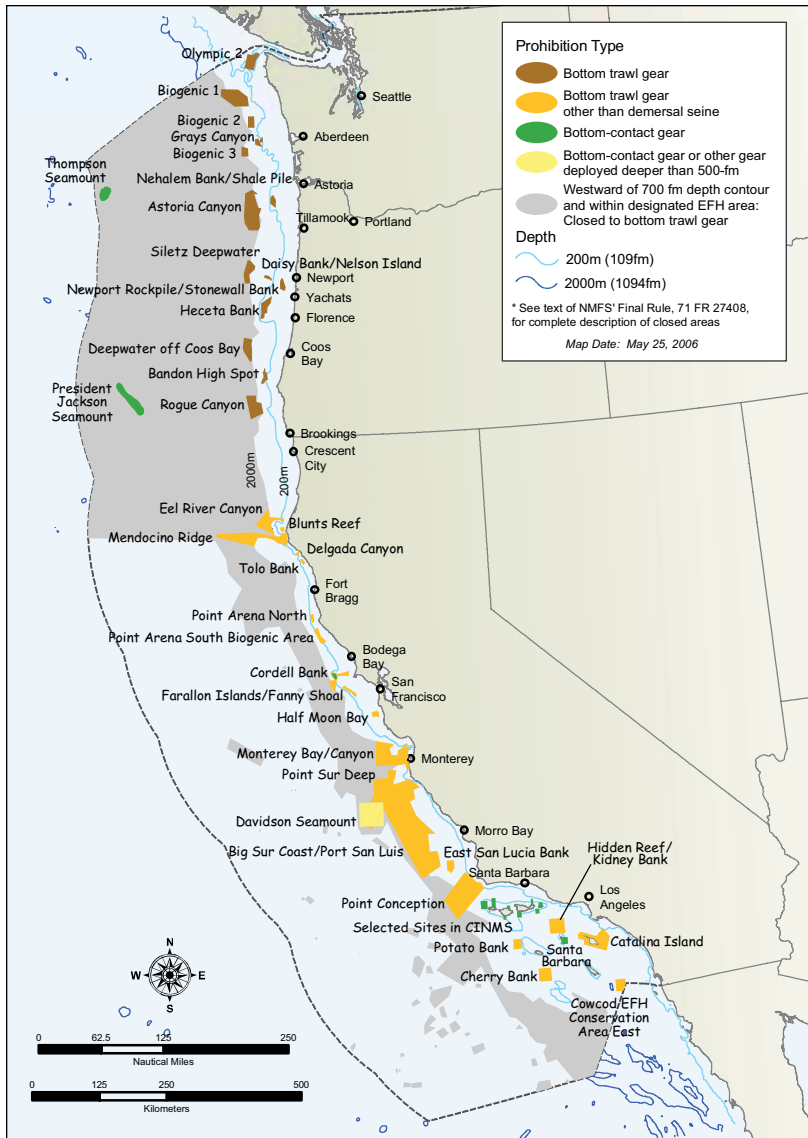 Prohibition Type
Bottom trawl gear
Bottom trawl gear
other than demersal seine
Bottom-contact gear
Bottom-contact gear or other gear
deployed deeper than 500-fm
Westward of 700 fm depth contour
and within designated EFH area:
Closed to bottom trawl gear
Depth
200m (109fm)
2000m (1094fm)
* See text of NMFS' Final Rule, 71 FR 27408,
for complete description of closed areas
Map Date: May 25, 2006
Olympic 2
Biogenic 1
Seattle
Biogenic 2
Grays Canyon
Aberdeen
Biogenic 3
Thompson
Seamount
Nehalem Bank/Shale Pile
Astoria
Astoria Canyon
Tillamook
Portland
Siletz Deepwater
Daisy Bank/Nelson Island
Newport
Newport Rockpile/Stonewall Bank
Yachats
Heceta Bank
Florence
Deepwater off Coos Bay
Coos
Bay
Bandon High Spot
President
Jackson
Seamount
Rogue Canyon
Brookings
Crescent
City
2000m
200m
Eel River Canyon
Blunts Reef
Mendocino Ridge
Delgada Canyon
Tolo Bank
Fort
Bragg
Point Arena North
Point Arena South Biogenic Area
Bodega
Bay
Cordell Bank
San
Francisco
Farallon Islands/Fanny Shoal
Half Moon Bay
Monterey Bay/Canyon
Monterey
Point Sur Deep
Davidson Seamount
Morro Bay
Big Sur Coast/Port San Luis
East San Lucia Bank
Hidden Reef/
Kidney Bank
Santa Barbara
Los
Angeles
Point Conception
Selected Sites in CINMS
Potato Bank
Santa
Barbara
Catalina Island
Cherry Bank
Cowcod EFH
Conservation
Area East
N
W
E
S
0
62.5
125
250
Nautical Miles
0
125
250
500
Kilometers